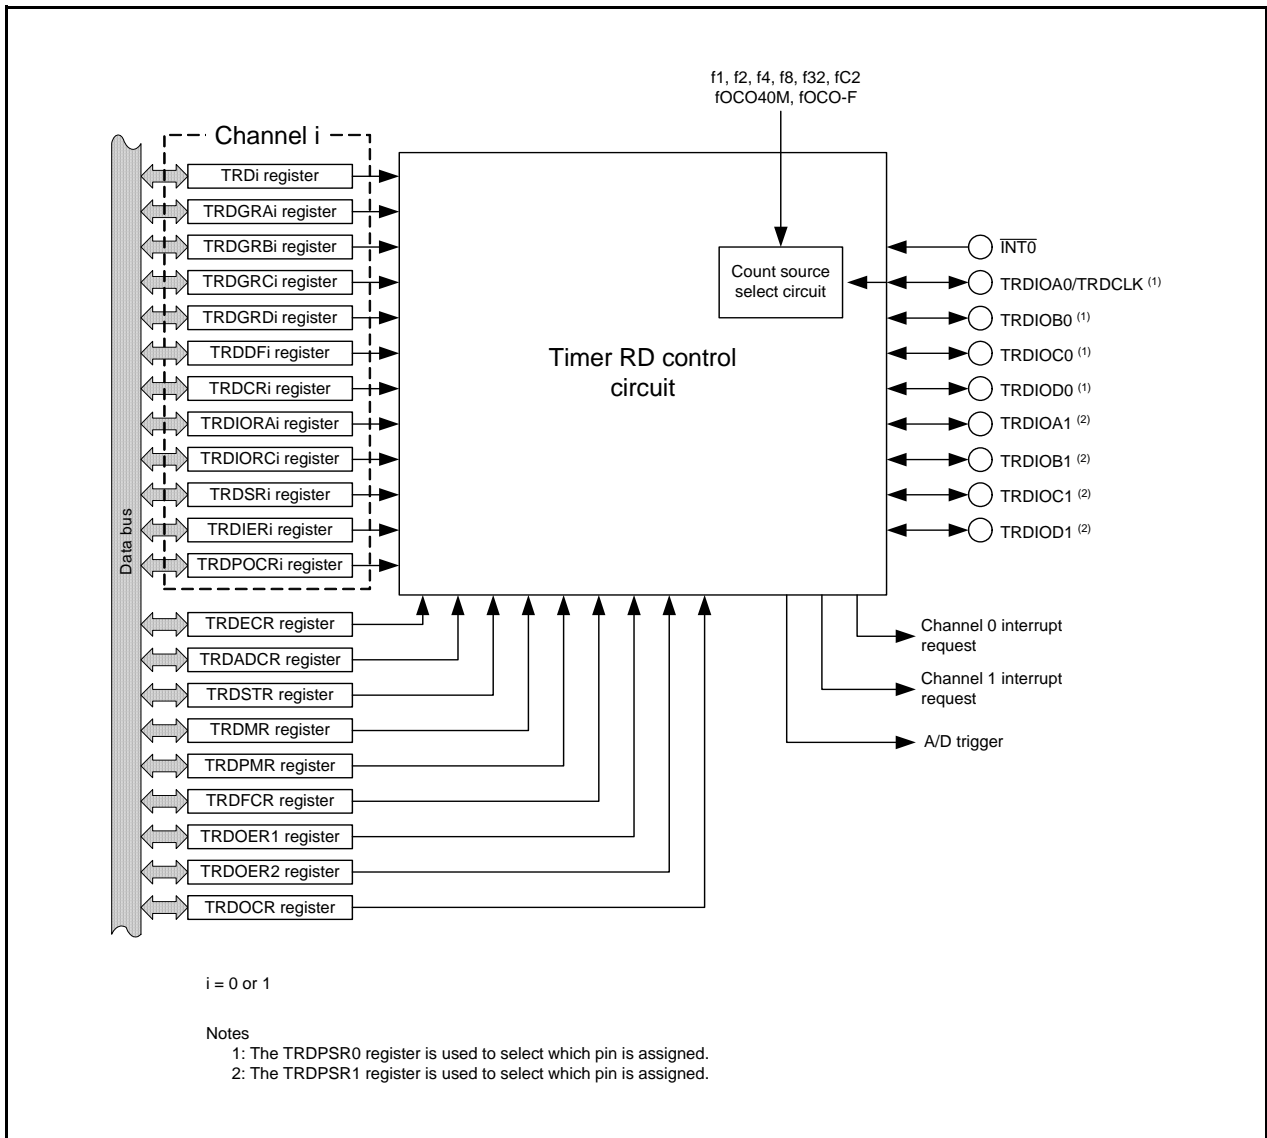 f1, f2, f4, f8, f32, fC2
fOCO40M, fOCO-F
Channel i
TRDi register
TRDGRAi register
TRDGRBi register
TRDGRCi register
TRDGRDi register
TRDDFi register
TRDCRi register
TRDIORAi register
TRDIORCi register
TRDSRi register
TRDIERi register
TRDPOCRi register
Data bus
TRDECR register
TRDADCR register
TRDSTR register
TRDMR register
TRDPMR register
TRDFCR register
TRDOER1 register
TRDOER2 register
TRDOCR register
Count source
select circuit
Timer RD control
circuit
INT0
TRDIOA0/TRDCLK (1)
TRDIOB0 (1)
TRDIOC0 (1)
TRDIOD0 (1)
TRDIOA1 (2)
TRDIOB1 (2)
TRDIOC1 (2)
TRDIOD1 (2)
Channel 0 interrupt
request
Channel 1 interrupt
request
A/D trigger
i = 0 or 1
Notes
1: The TRDPSR0 register is used to select which pin is assigned.
2: The TRDPSR1 register is used to select which pin is assigned.